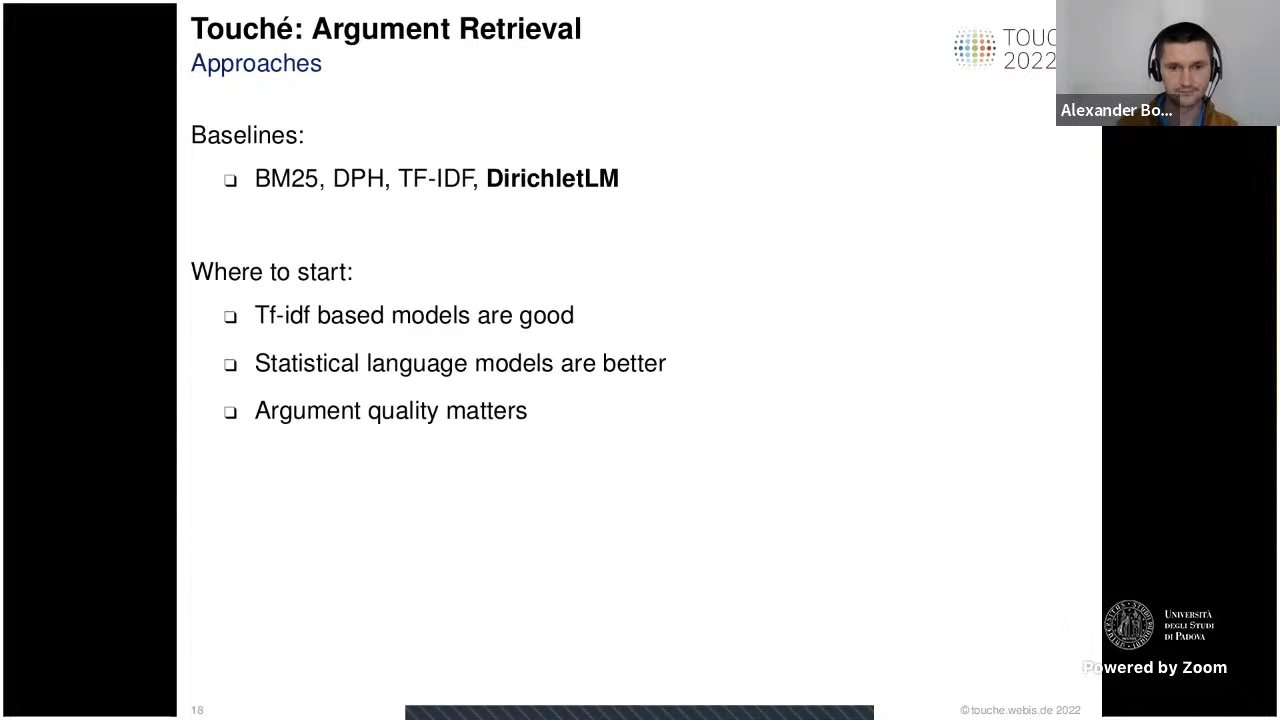 Touché: Argument Retrieval
Approaches
TOUC
2022
Alexander Bo...
Baselines:
❏ BM25, DPH, TF-IDF, DirichletLM
Where to start:
❏ Tf-idf based models are good
❏ Statistical language models are better
❏ Argument quality matters
UNIVERSITÀ
DEGLI STUDI
DI PADOVA
Powered by Zoom
18
©touche.webis.de 2022